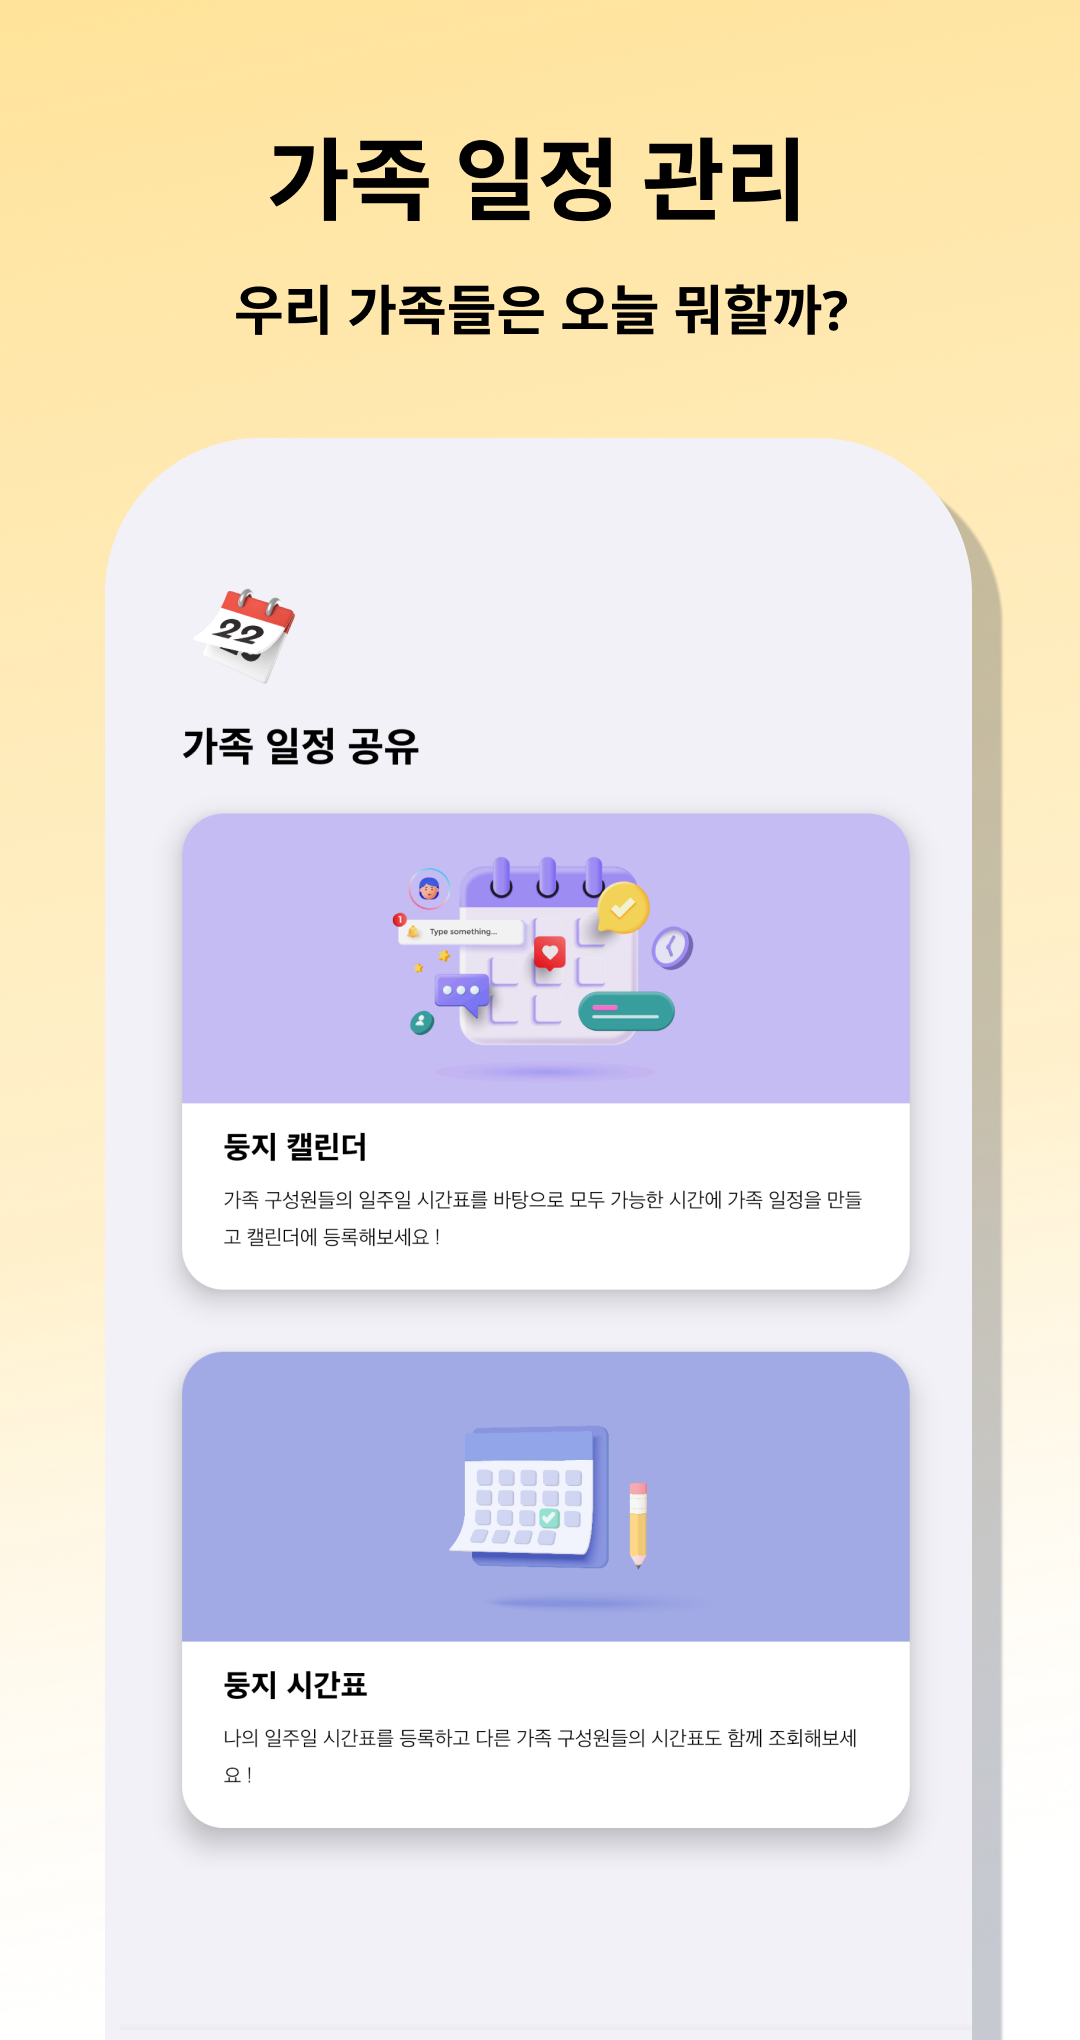 가족 일정 관리
우리 가족들은 오늘 뭐할까?
22
가족 일정 공유
1
Type something...
둥지 캘린더
가족 구성원들의 일주일 시간표를 바탕으로 모두 가능한 시간에 가족 일정을 만들
고 캘린더에 등록해보세요 !
둥지 시간표
나의 일주일 시간표를 등록하고 다른 가족 구성원들의 시간표도 함께 조회해보세
요 !